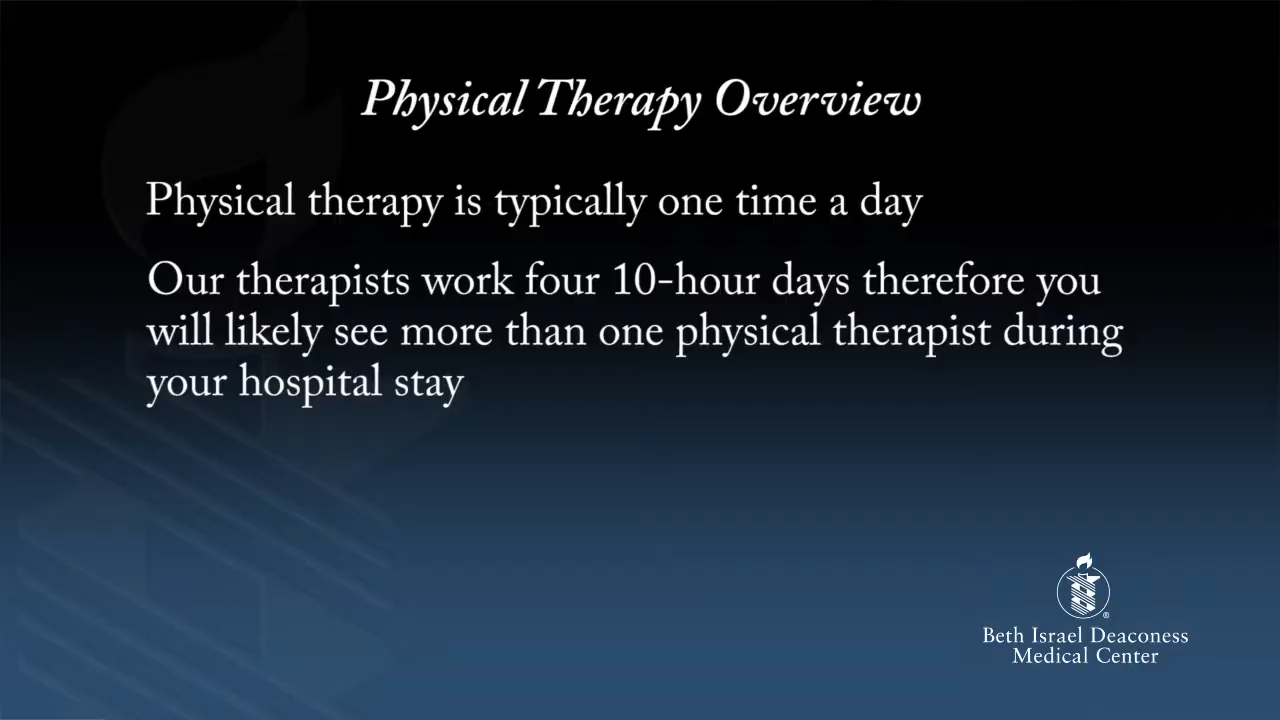 Physical Therapy Overview
Physical therapy is typically one time a day
Our therapists work four 10-hour days therefore you
will likely see more than one physical therapist during
your hospital stay
®
Beth Israel Deaconess
Medical Center